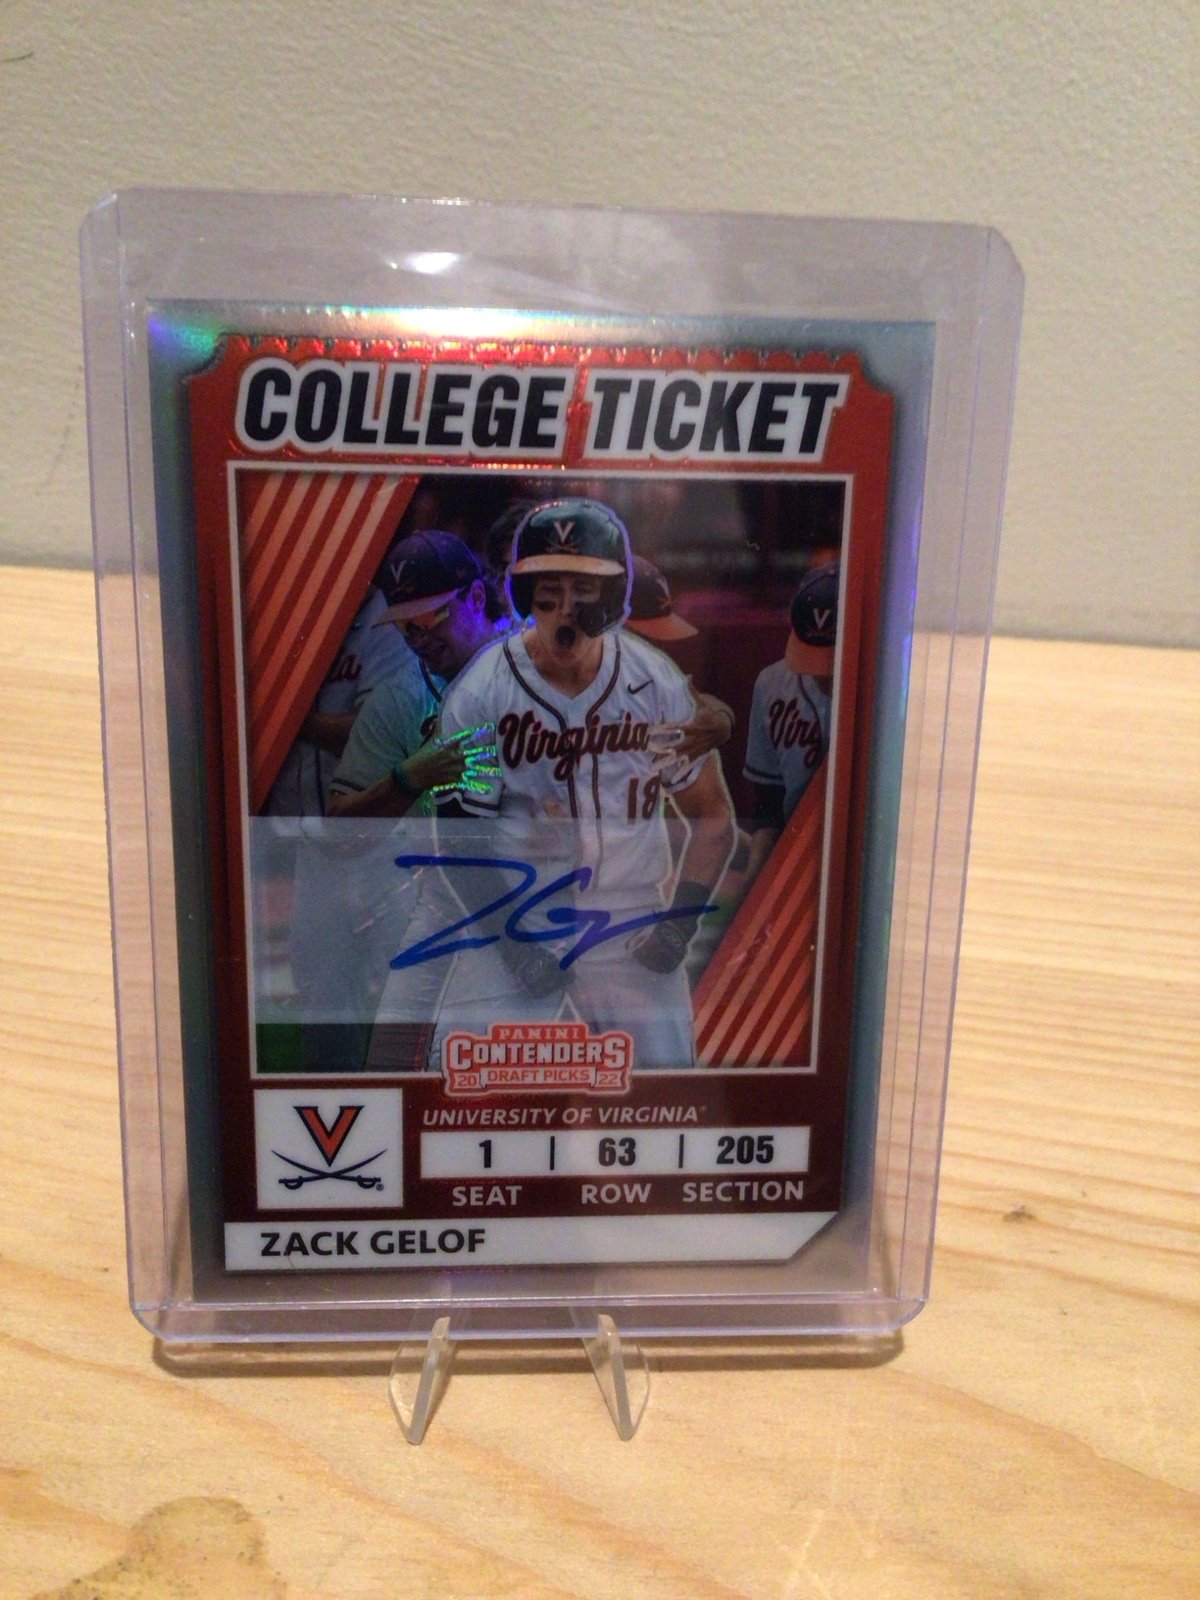 COLLEGE TICKET
V
V
V
Virginia
18
Virg
PANINI
CONTENDERS
20 DRAFT PICKS 22
UNIVERSITY OF VIRGINIA
1 | 63 | 205
SEAT ROW SECTION
V
ZACK GELOF